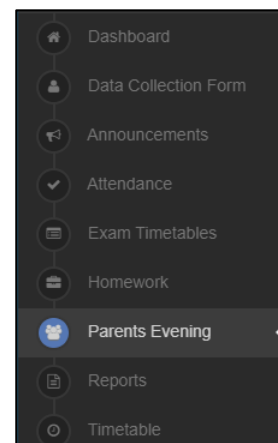 Dashboard
Data Collection Form
Announcements
Attendance
Exam Timetables
Homework
Parents Evening
Reports
Timetable